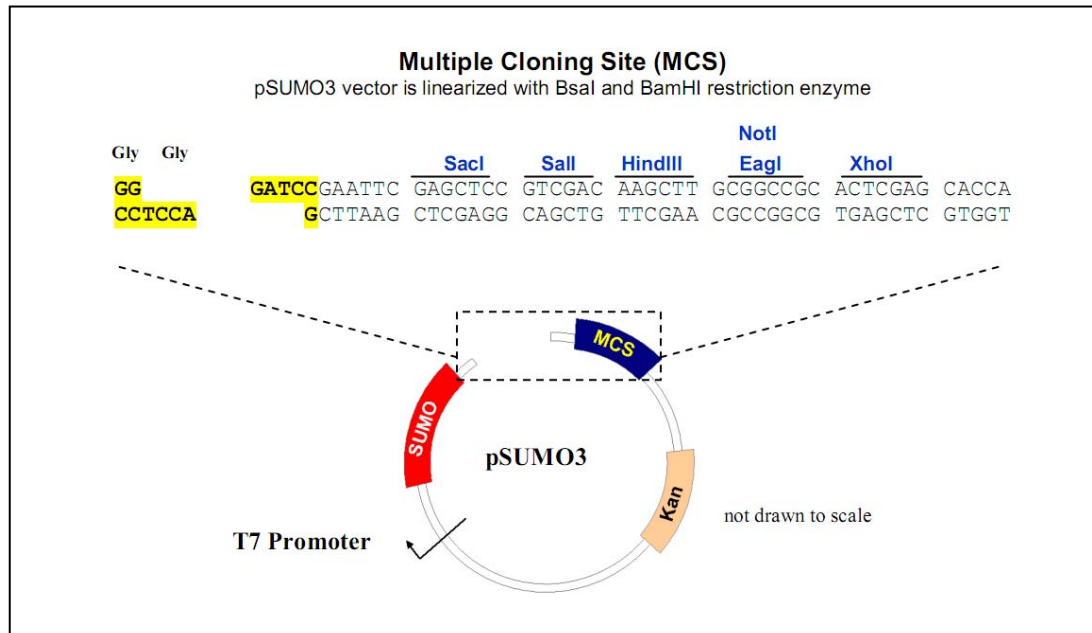 Multiple Cloning Site (MCS)
pSUMO3 vector is linearized with BsaI and BamHI restriction enzyme
NotI
Gly Gly SacI SalI HindIII EagI XhoI
GG GATCCGAATTC GAGCTCC GTCGAC AAGCTT GCGGCCGC ACTCGAG CACCA
CCTCCA GCTTAAG CTCGAGG CAGCTG TTCGAA CGCCGGCG TGAGCTC GTGGT
MCS
SUMO
pSUMO3
Kan
not drawn to scale
T7 Promoter